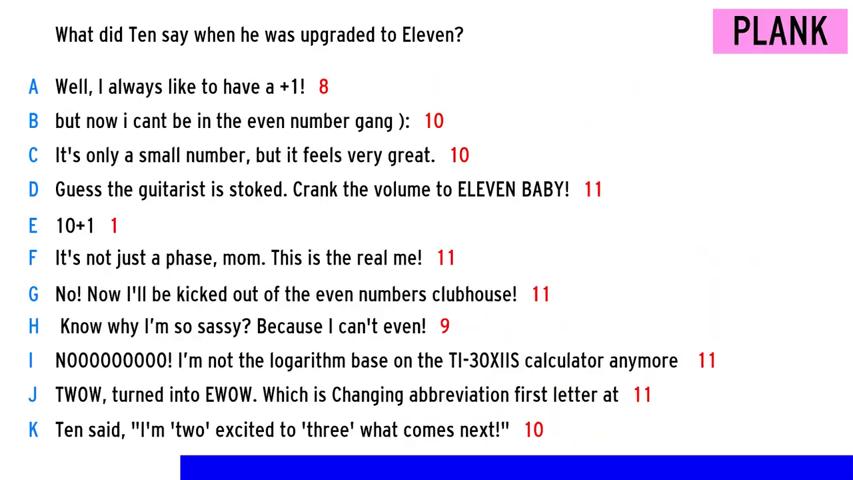 What did Ten say when he was upgraded to Eleven?
PLANK
A Well, I always like to have a +1! 8
B but now i cant be in the even number gang ): 10
C It's only a small number, but it feels very great. 10
D Guess the guitarist is stoked. Crank the volume to ELEVEN BABY! 11
E 10+1 1
F It's not just a phase, mom. This is the real me! 11
G No! Now I'll be kicked out of the even numbers clubhouse! 11
H Know why I’m so sassy? Because I can't even! 9
I NOOOOOOOOO! I’m not the logarithm base on the TI-30XIIS calculator anymore 11
J TWOW, turned into EWOW. Which is Changing abbreviation first letter at 11
K Ten said, "I'm 'two' excited to 'three' what comes next!" 10